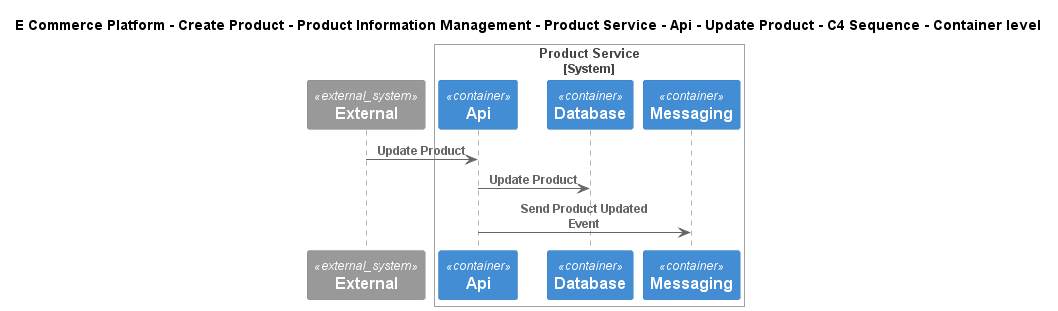 E Commerce Platform - Create Product - Product Information Management - Product Service - Api - Update Product - C4 Sequence - Container level
Product Service
[System]
«external_system» «container» «container» «container»
External Api Database Messaging
Update Product
Update Product
Send Product Updated
Event
«external_system» «container» «container» «container»
External Api Database Messaging